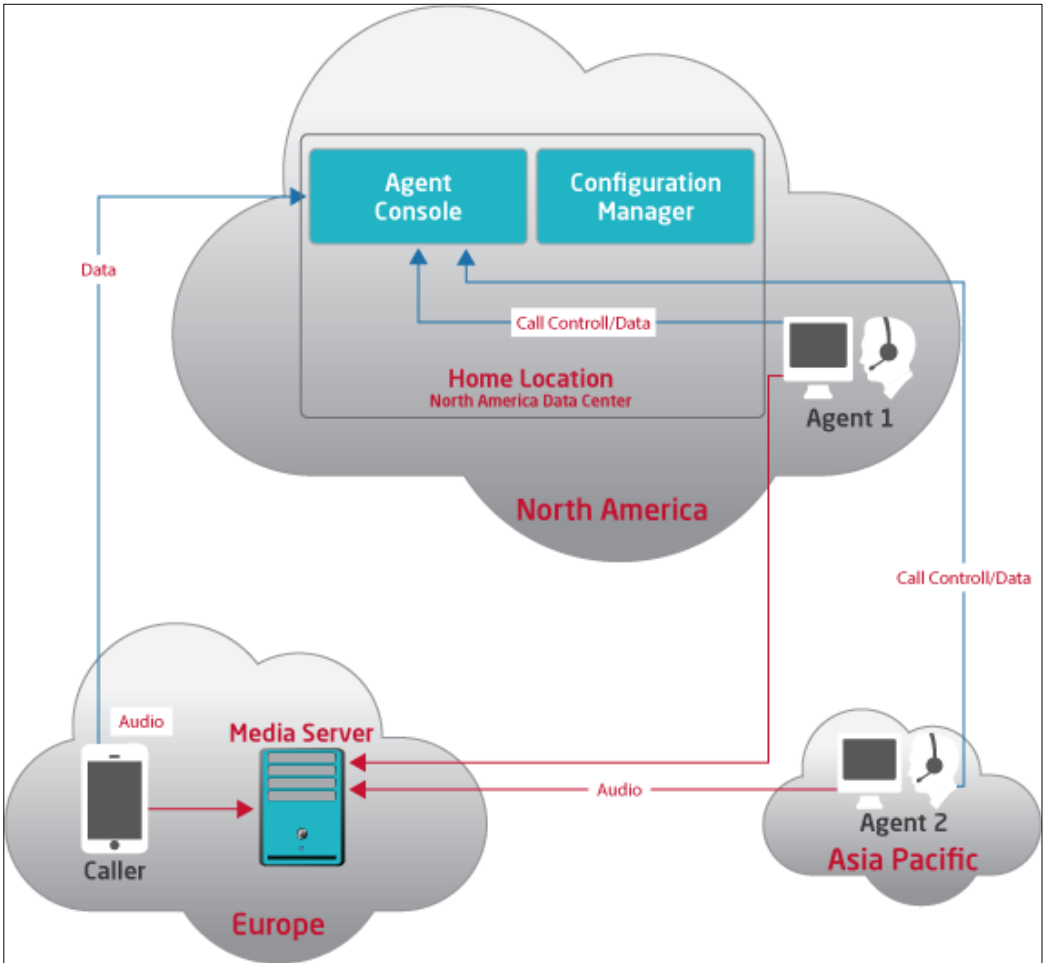 Agent
Console
Configuration
Manager
Data
Call Controll/Data
Home Location
North America Data Center
Agent 1
North America
Call Controll/Data
Audio
Media Server
Audio
Caller
Agent 2
Asia Pacific
Europe